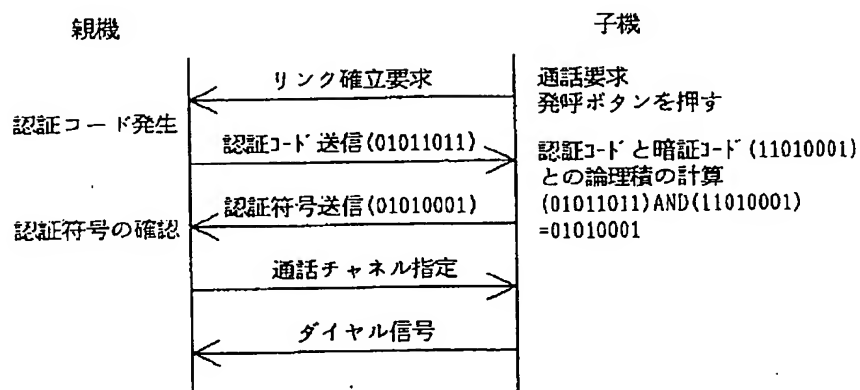 親機
子機
リンク確立要求
通話要求
発呼ボタンを押す
認証コード発生
認証ｺｰﾄﾞ送信(01011011)
認証ｺｰﾄﾞと暗証ｺｰﾄﾞ(11010001)
との論理積の計算
(01011011)AND(11010001)
=01010001
認証符号送信(01010001)
認証符号の確認
通話チャネル指定
ダイヤル信号